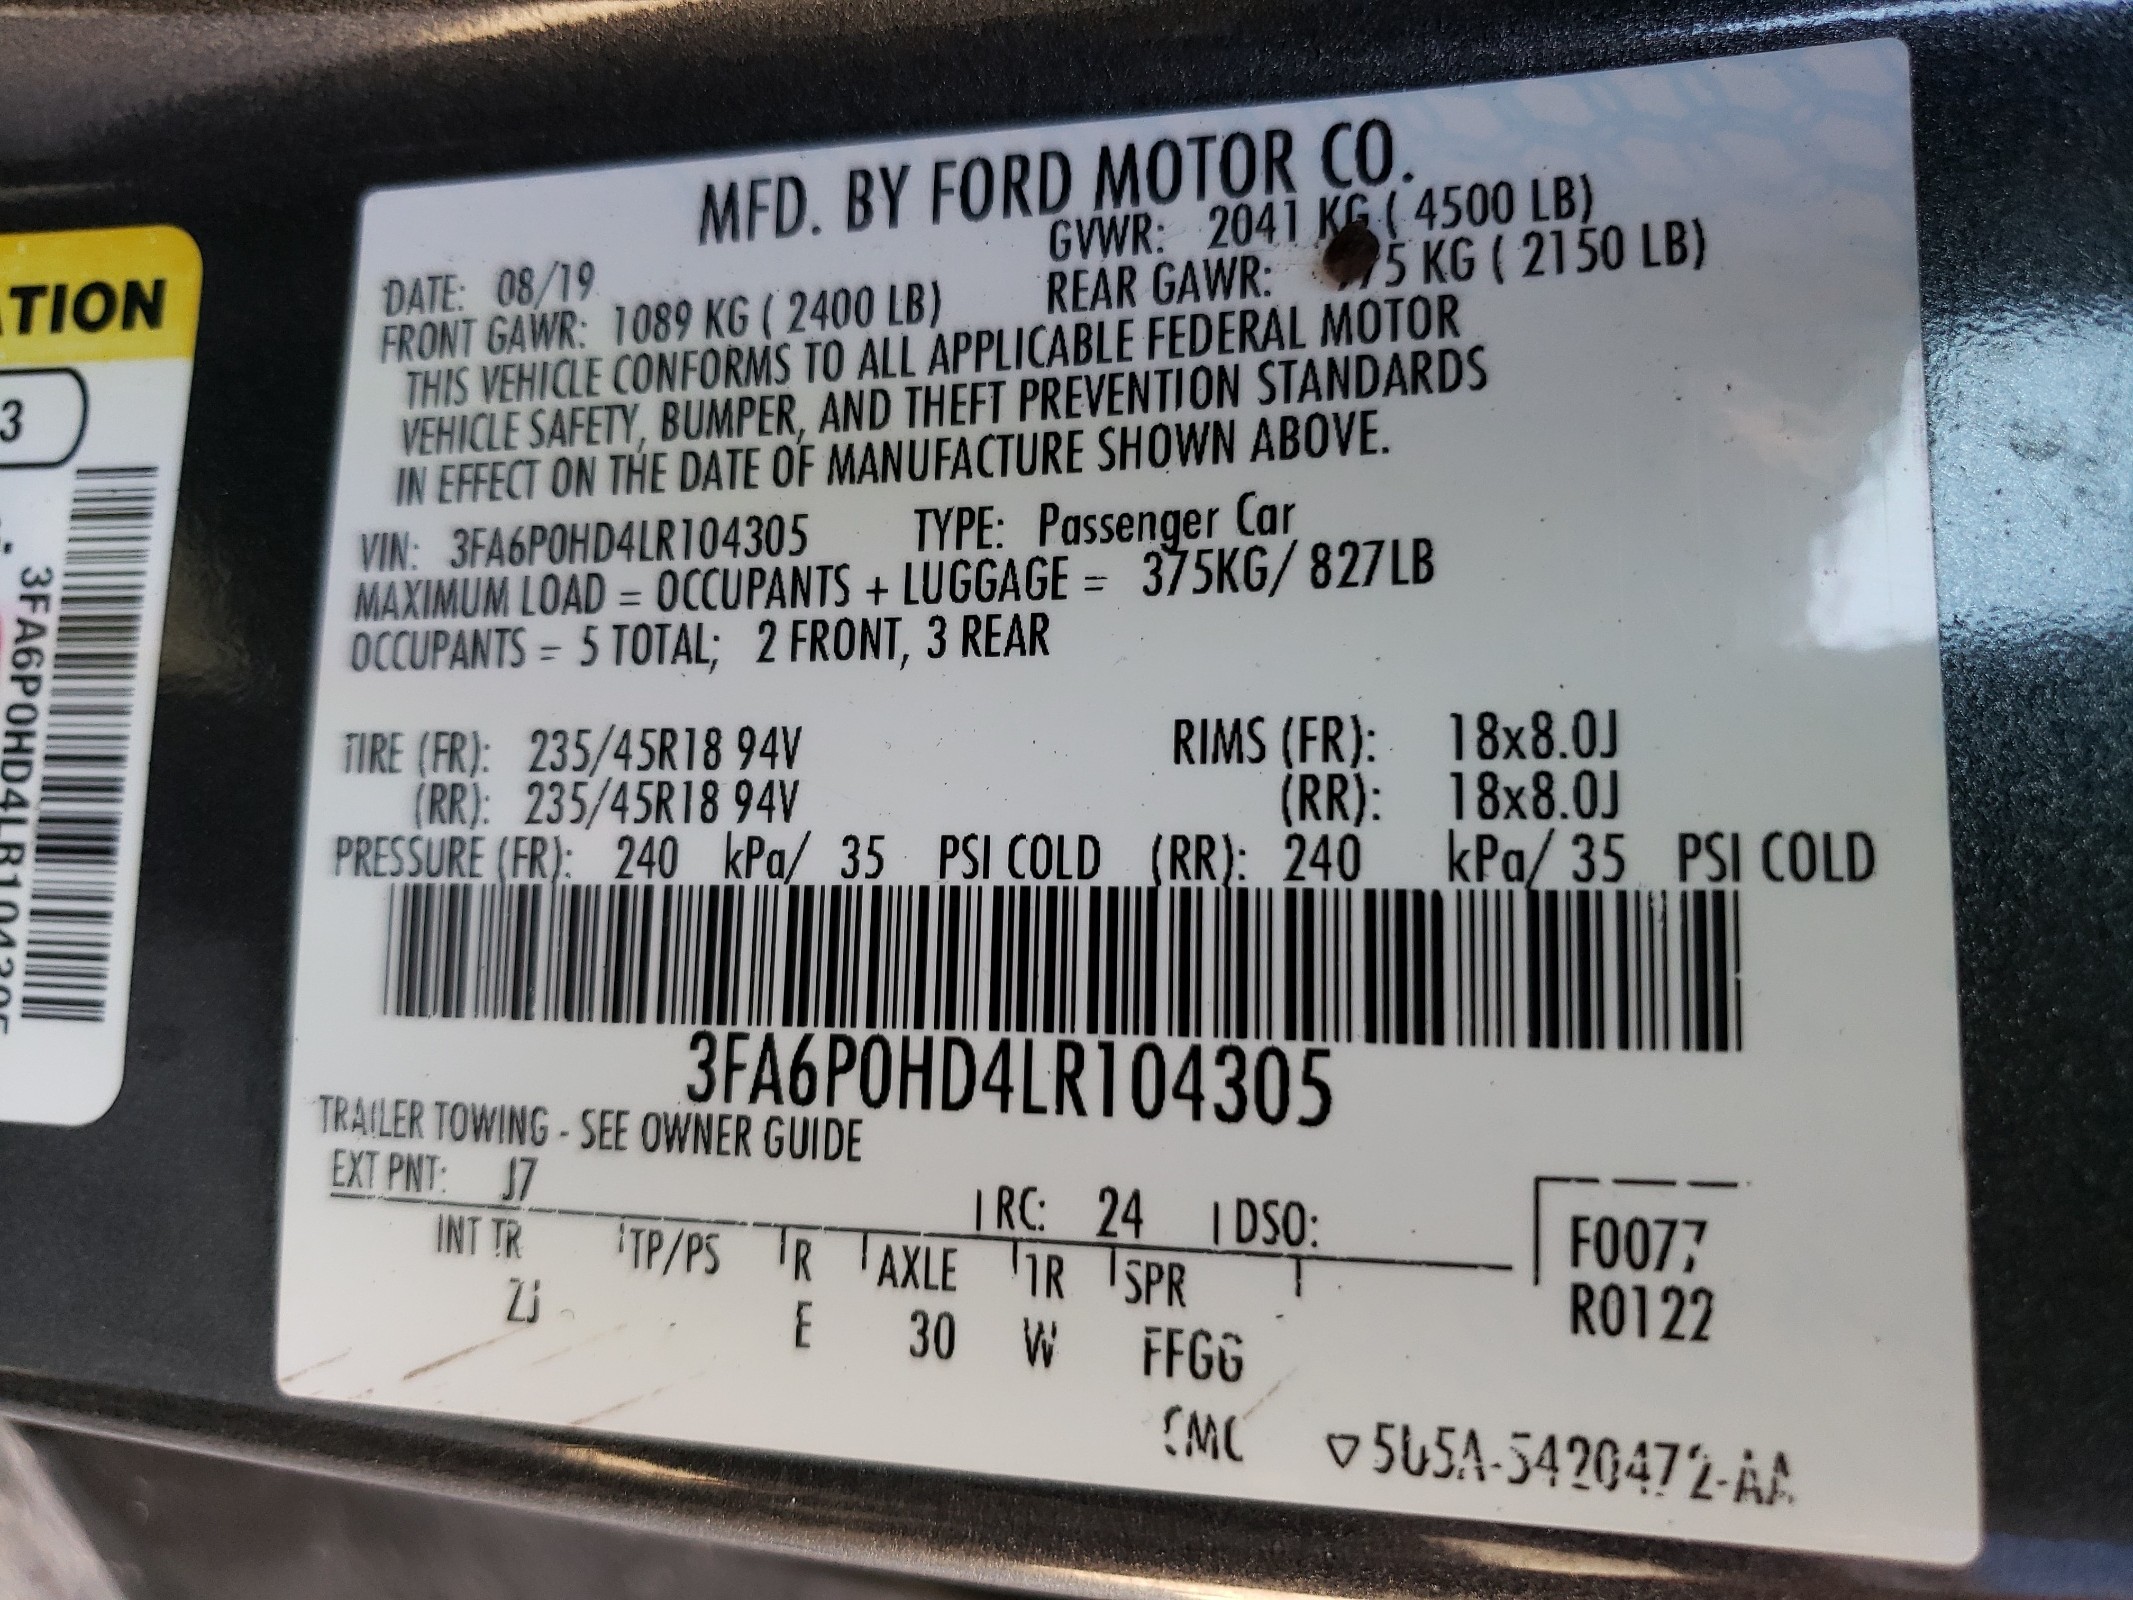 ATION
3
3FA6P0HD4LR104305
MFD. BY FORD MOTOR CO.
DATE: 08/19 GVWR: 2041 KG ( 4500 LB)
FRONT GAWR: 1089 KG ( 2400 LB) REAR GAWR: 75 KG ( 2150 LB)
THIS VEHICLE CONFORMS TO ALL APPLICABLE FEDERAL MOTOR
VEHICLE SAFETY, BUMPER, AND THEFT PREVENTION STANDARDS
IN EFFECT ON THE DATE OF MANUFACTURE SHOWN ABOVE.
VIN: 3FA6P0HD4LR104305 TYPE: Passenger Car
MAXIMUM LOAD = OCCUPANTS + LUGGAGE = 375KG/ 827LB
OCCUPANTS = 5 TOTAL; 2 FRONT, 3 REAR
TIRE (FR): 235/45R18 94V RIMS (FR): 18x8.0J
(RR): 235/45R18 94V (RR): 18x8.0J
PRESSURE (FR): 240 kPa/ 35 PSI COLD (RR): 240 kPa/ 35 PSI COLD
3FA6P0HD4LR104305
TRAILER TOWING - SEE OWNER GUIDE
EXT PNT: J7 RC: 24 DSO: F0077
INT TR TP/PS R AXLE TR SPR R0122
E 30 W FFGG
▽5U5A-5420472-AA